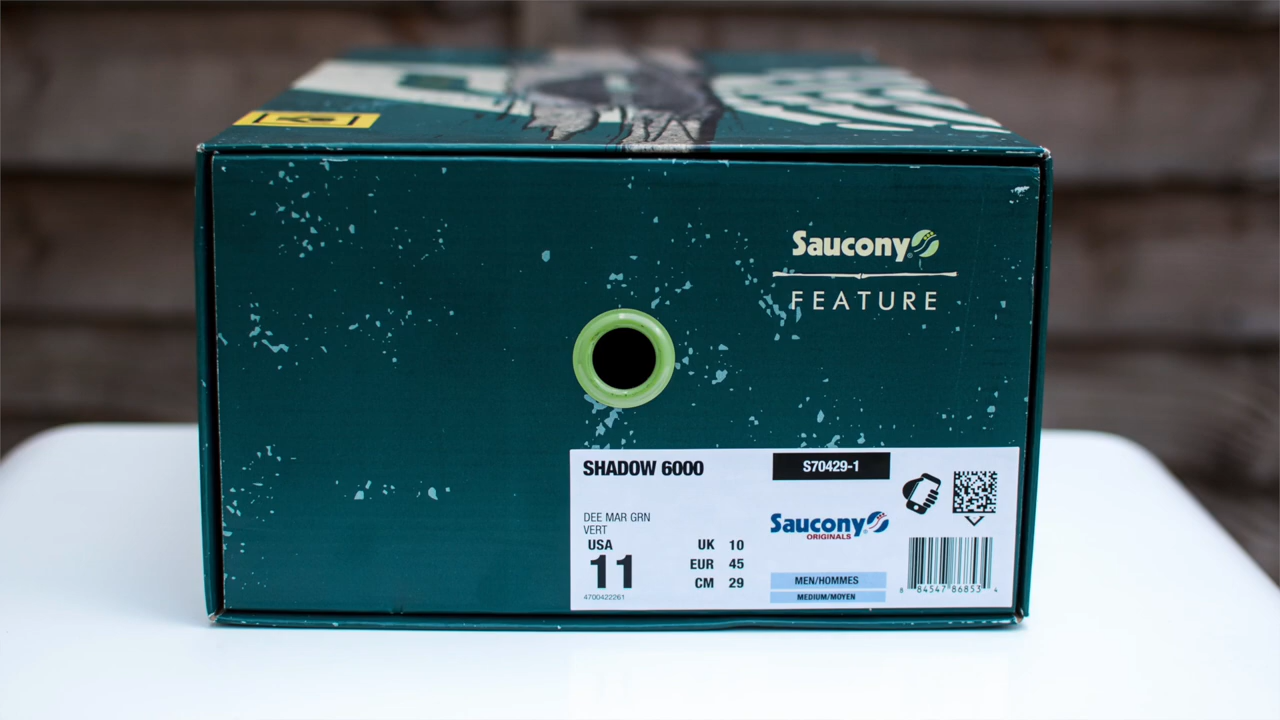 Saucony
FEATURE
SHADOW 6000
S70429-1
DEE MAR GRN
VERT
USA
11
4700422261
UK 10
EUR 45
CM 29
Saucony
ORIGINALS
MEN/HOMMES
MEDIUM/MOYEN
8 84547 86853 4